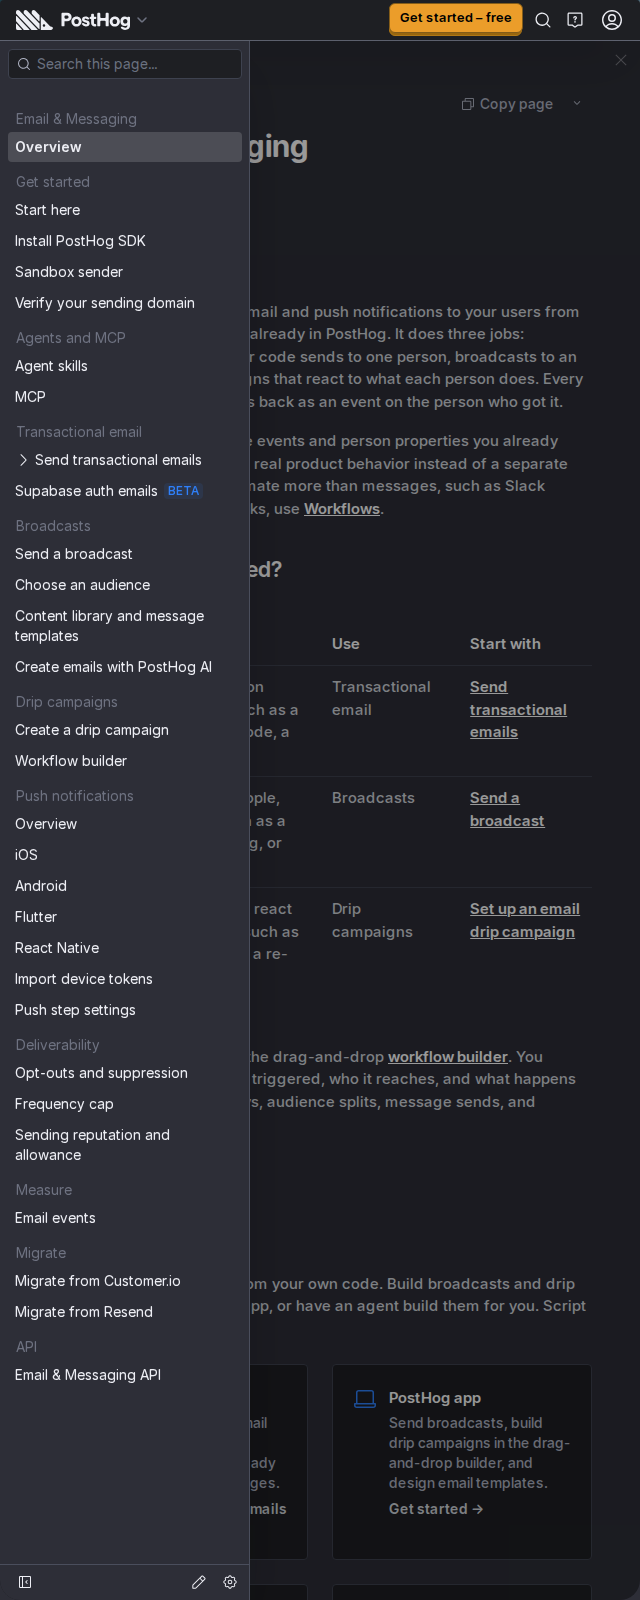 PostHog
Get started – free
Search this page...
Email & Messaging
Overview
Get started
Start here
Install PostHog SDK
Sandbox sender
Verify your sending domain
Agents and MCP
Agent skills
MCP
Transactional email
Send transactional emails
Supabase auth emails BETA
Broadcasts
Send a broadcast
Choose an audience
Content library and message
templates
Create emails with PostHog AI
Drip campaigns
Create a drip campaign
Workflow builder
Push notifications
Overview
iOS
Android
Flutter
React Native
Import device tokens
Push step settings
Deliverability
Opt-outs and suppression
Frequency cap
Sending reputation and
allowance
Measure
Email events
Migrate
Migrate from Customer.io
Migrate from Resend
API
Email & Messaging API
Copy page
ging
mail and push notifications to your users from
already in PostHog. It does three jobs:
r code sends to one person, broadcasts to an
gns that react to what each person does. Every
s back as an event on the person who got it.
e events and person properties you already
real product behavior instead of a separate
mate more than messages, such as Slack
ks, use Workflows.
ed?
Use
Start with
on
ch as a
ode, a
Transactional
email
Send
transactional
emails
ople,
as a
g, or
Broadcasts
Send a
broadcast
react
such as
a re-
Drip
campaigns
Set up an email
drip campaign
the drag-and-drop workflow builder. You
triggered, who it reaches, and what happens
s, audience splits, message sends, and
om your own code. Build broadcasts and drip
pp, or have an agent build them for you. Script
nail
ady
ges.
mails
PostHog app
Send broadcasts, build
drip campaigns in the drag-
and-drop builder, and
design email templates.
Get started →